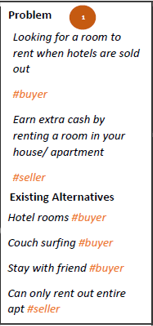 Problem 1
Looking for a room to
rent when hotels are sold
out
#buyer
Earn extra cash by
renting a room in your
house/ apartment
#seller
Existing Alternatives
Hotel rooms #buyer
Couch surfing #buyer
Stay with friend #buyer
Can only rent out entire
apt #seller